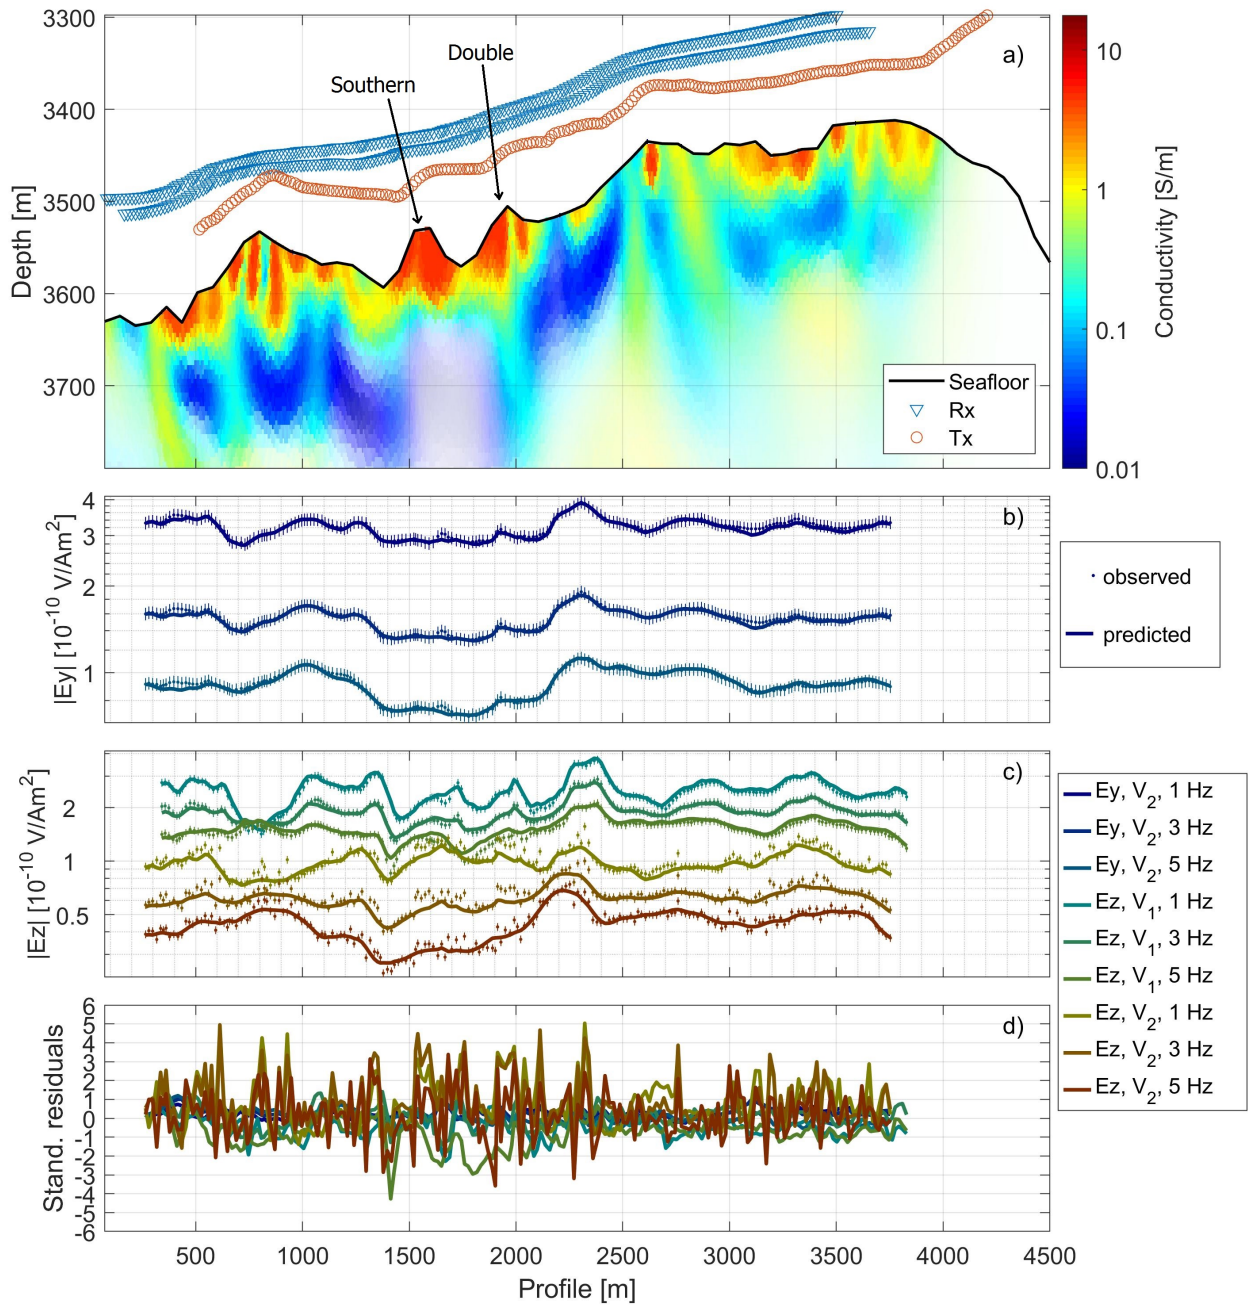 3300
3400
3500
3600
3700
Depth [m]
Southern
Double
a)
Seafloor
Rx
Tx
10
1
0.1
0.01
Conductivity [S/m]
4
3
2
1
|Ey| [10⁻¹⁰ V/Am²]
b)
observed
predicted
2
1
0.5
|Ez| [10⁻¹⁰ V/Am²]
c)
Ey, V₂, 1 Hz
Ey, V₂, 3 Hz
Ey, V₂, 5 Hz
Ez, V₁, 1 Hz
Ez, V₁, 3 Hz
Ez, V₁, 5 Hz
Ez, V₂, 1 Hz
Ez, V₂, 3 Hz
Ez, V₂, 5 Hz
6
5
4
3
2
1
0
-1
-2
-3
-4
-5
-6
Stand. residuals
d)
500 1000 1500 2000 2500 3000 3500 4000 4500
Profile [m]